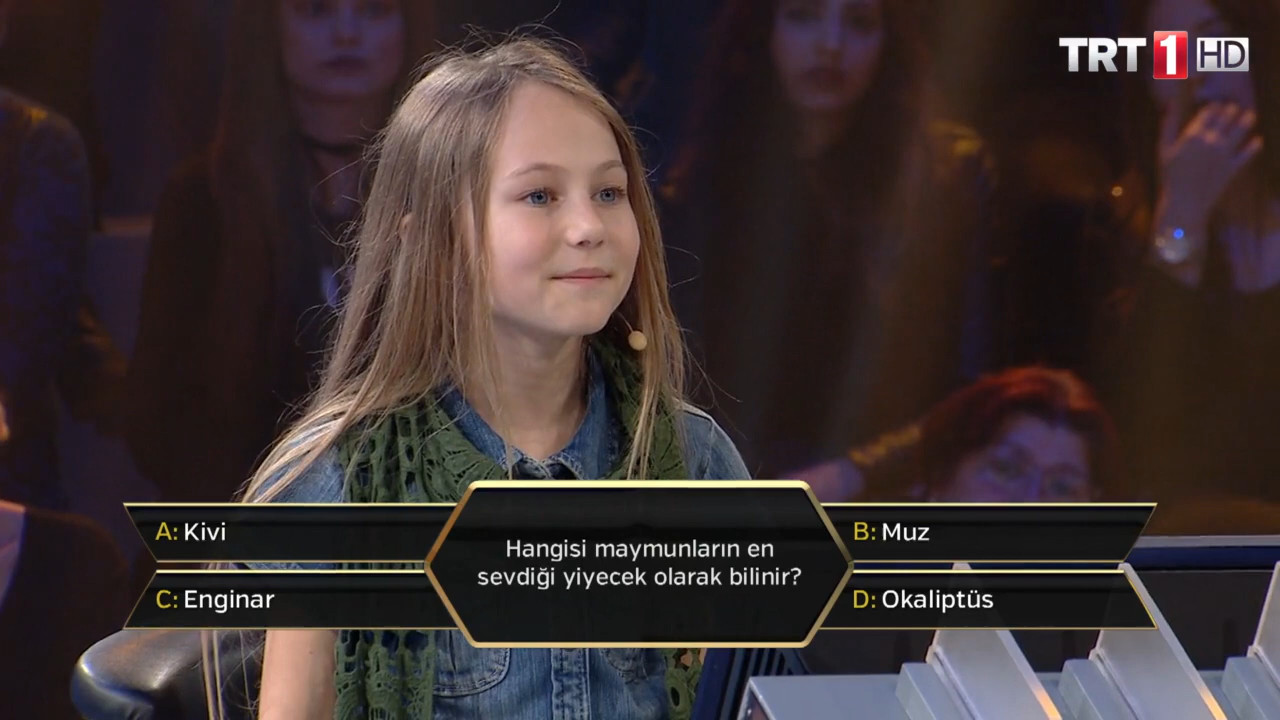 TRT 1 HD
Hangisi maymunların en
sevdiği yiyecek olarak bilinir?
A: Kivi
B: Muz
C: Enginar
D: Okaliptüs